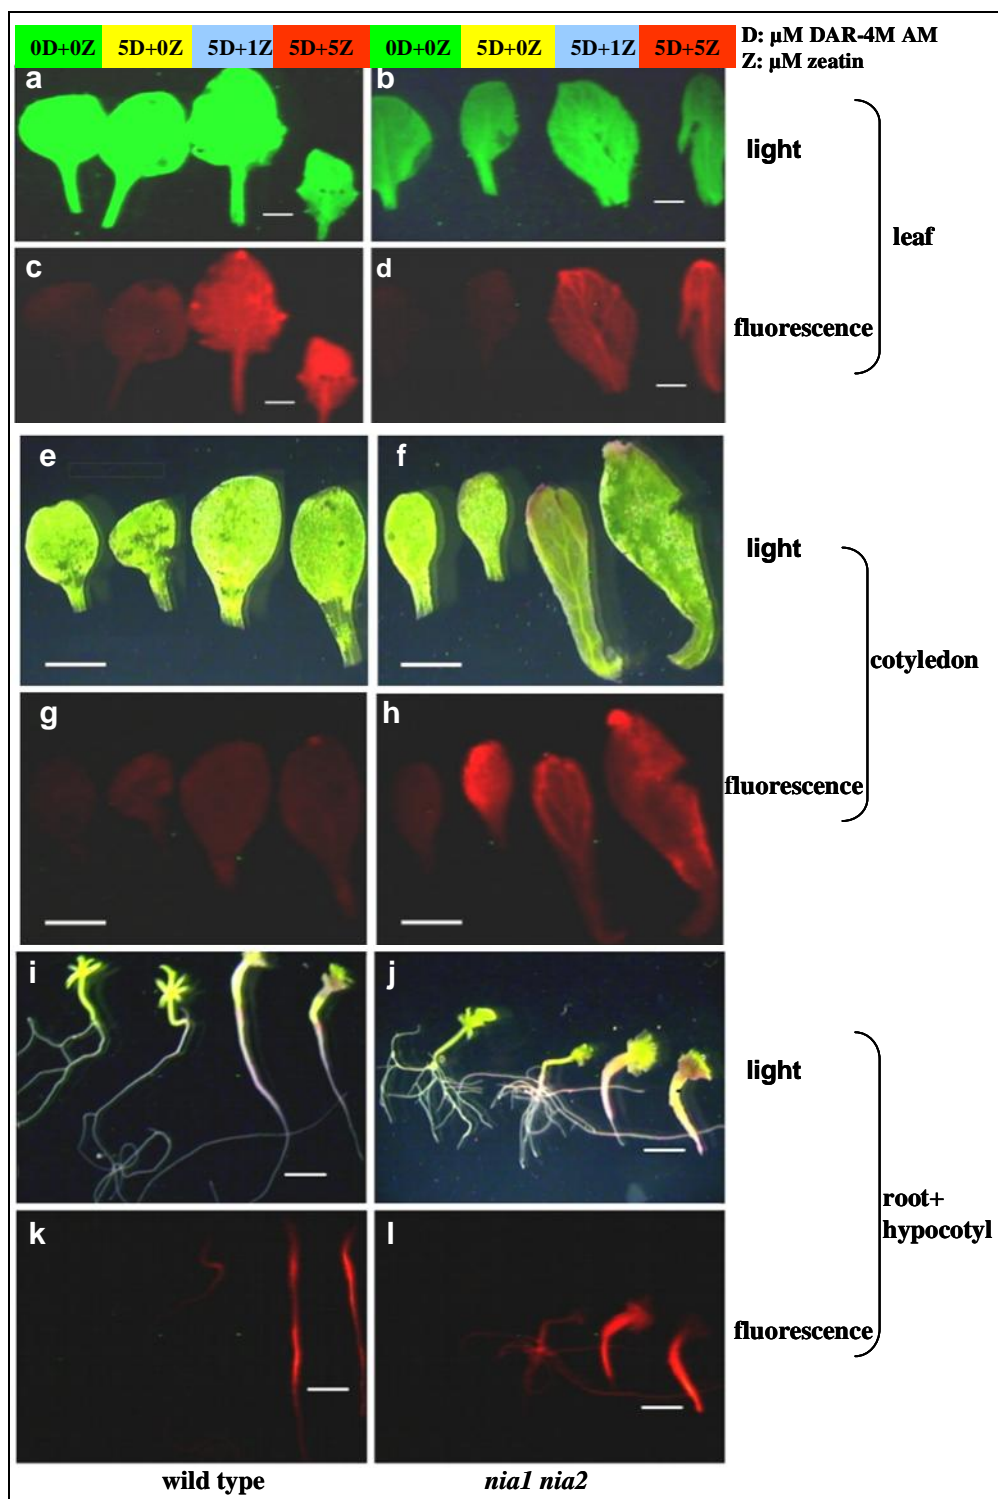 0D+0Z 5D+0Z 5D+1Z 5D+5Z 0D+0Z 5D+0Z 5D+1Z 5D+5Z
D: µM DAR-4M AM
Z: µM zeatin
a b
light
leaf
c d
fluorescence
e f
light
cotyledon
g h
fluorescence
i j
light
root+
hypocotyl
k l
fluorescence
wild type nia1 nia2